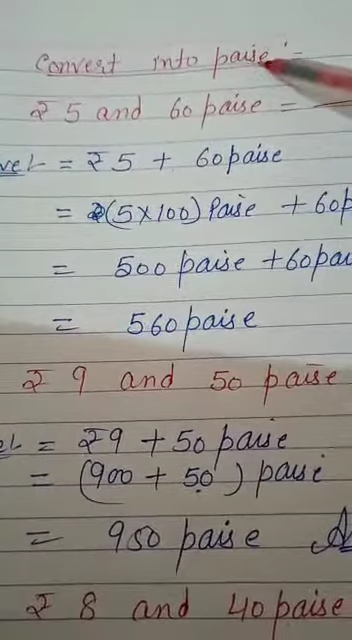 Convert into paise :-
₹ 5 and 60 paise =
= ₹5 + 60 paise
= (5×100) Paise + 60p
= 500 paise + 60 pai
= 560 paise
₹ 9 and 50 paise
= ₹9 + 50 paise
= (900 + 50) paise
= 950 paise A
₹ 8 and 40 paise